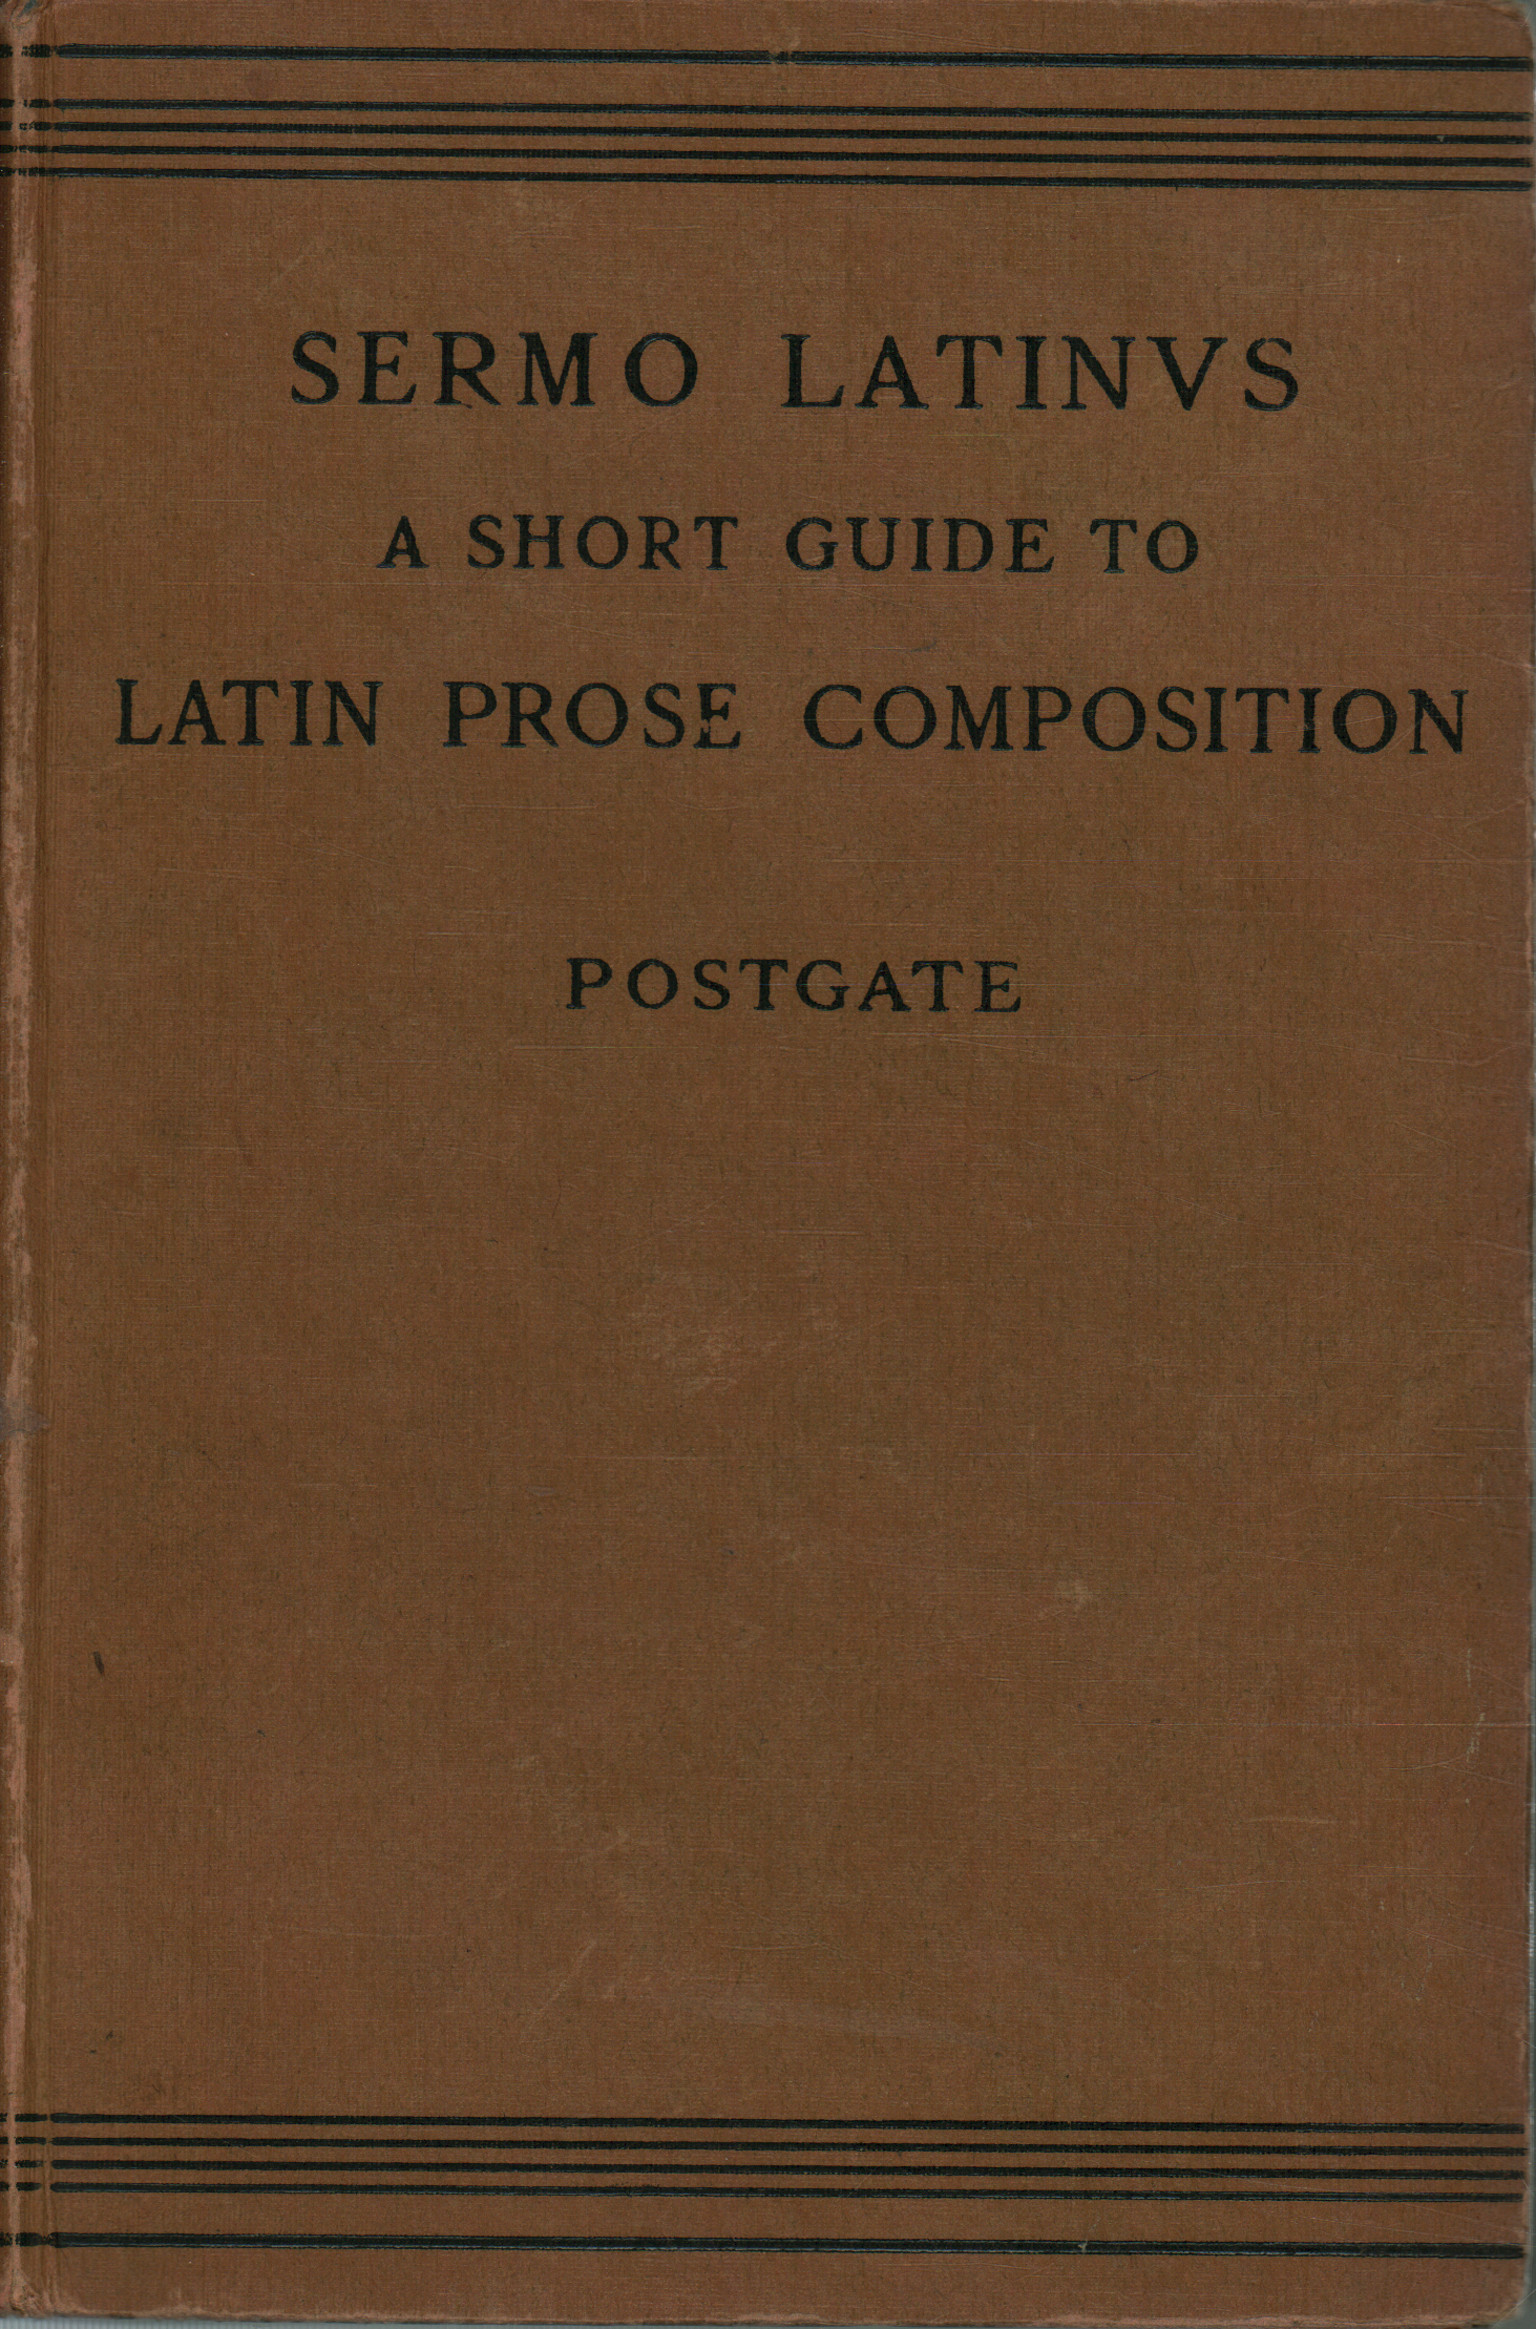 SERMO LATINVS
A SHORT GUIDE TO
LATIN PROSE COMPOSITION
POSTGATE